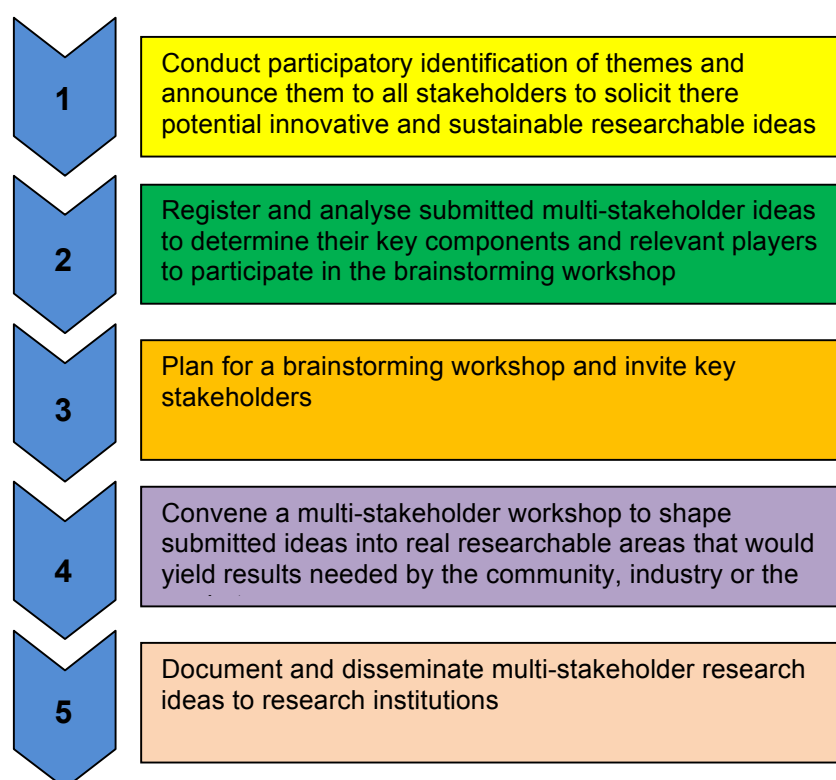 1
Conduct participatory identification of themes and
announce them to all stakeholders to solicit there
potential innovative and sustainable researchable ideas
2
Register and analyse submitted multi-stakeholder ideas
to determine their key components and relevant players
to participate in the brainstorming workshop
3
Plan for a brainstorming workshop and invite key
stakeholders
4
Convene a multi-stakeholder workshop to shape
submitted ideas into real researchable areas that would
yield results needed by the community, industry or the
5
Document and disseminate multi-stakeholder research
ideas to research institutions